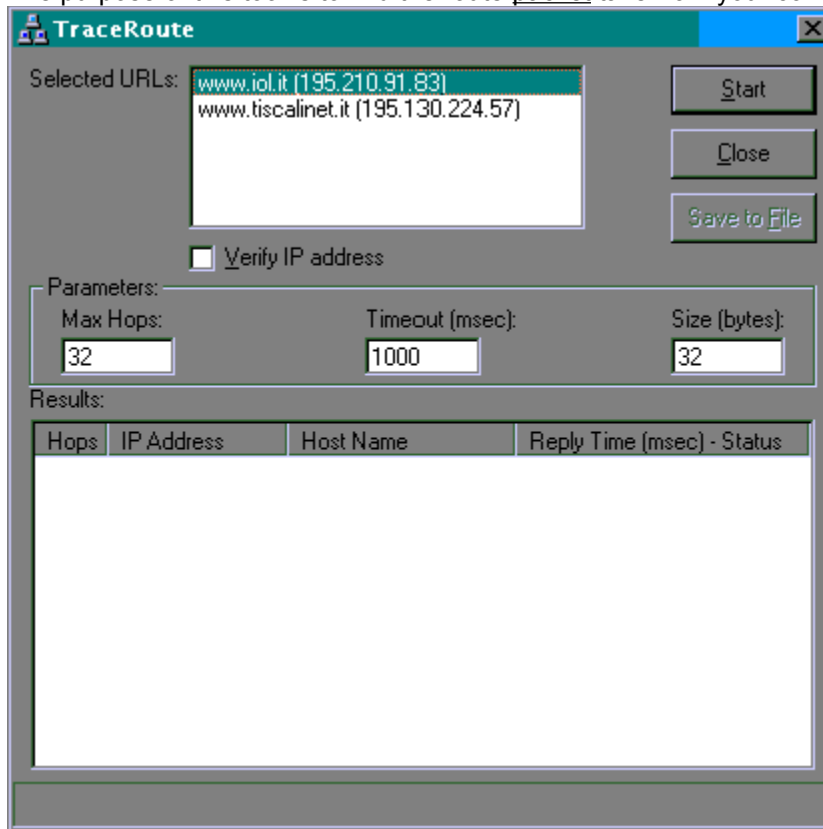 TraceRoute
Selected URLs:
www.iol.it (195.210.91.83)
www.tiscalinet.it (195.130.224.57)
Start
Close
Save to File
Verify IP address
Parameters:
Max Hops: Timeout (msec): Size (bytes):
32 1000 32
Results:
Hops IP Address Host Name Reply Time (msec) - Status